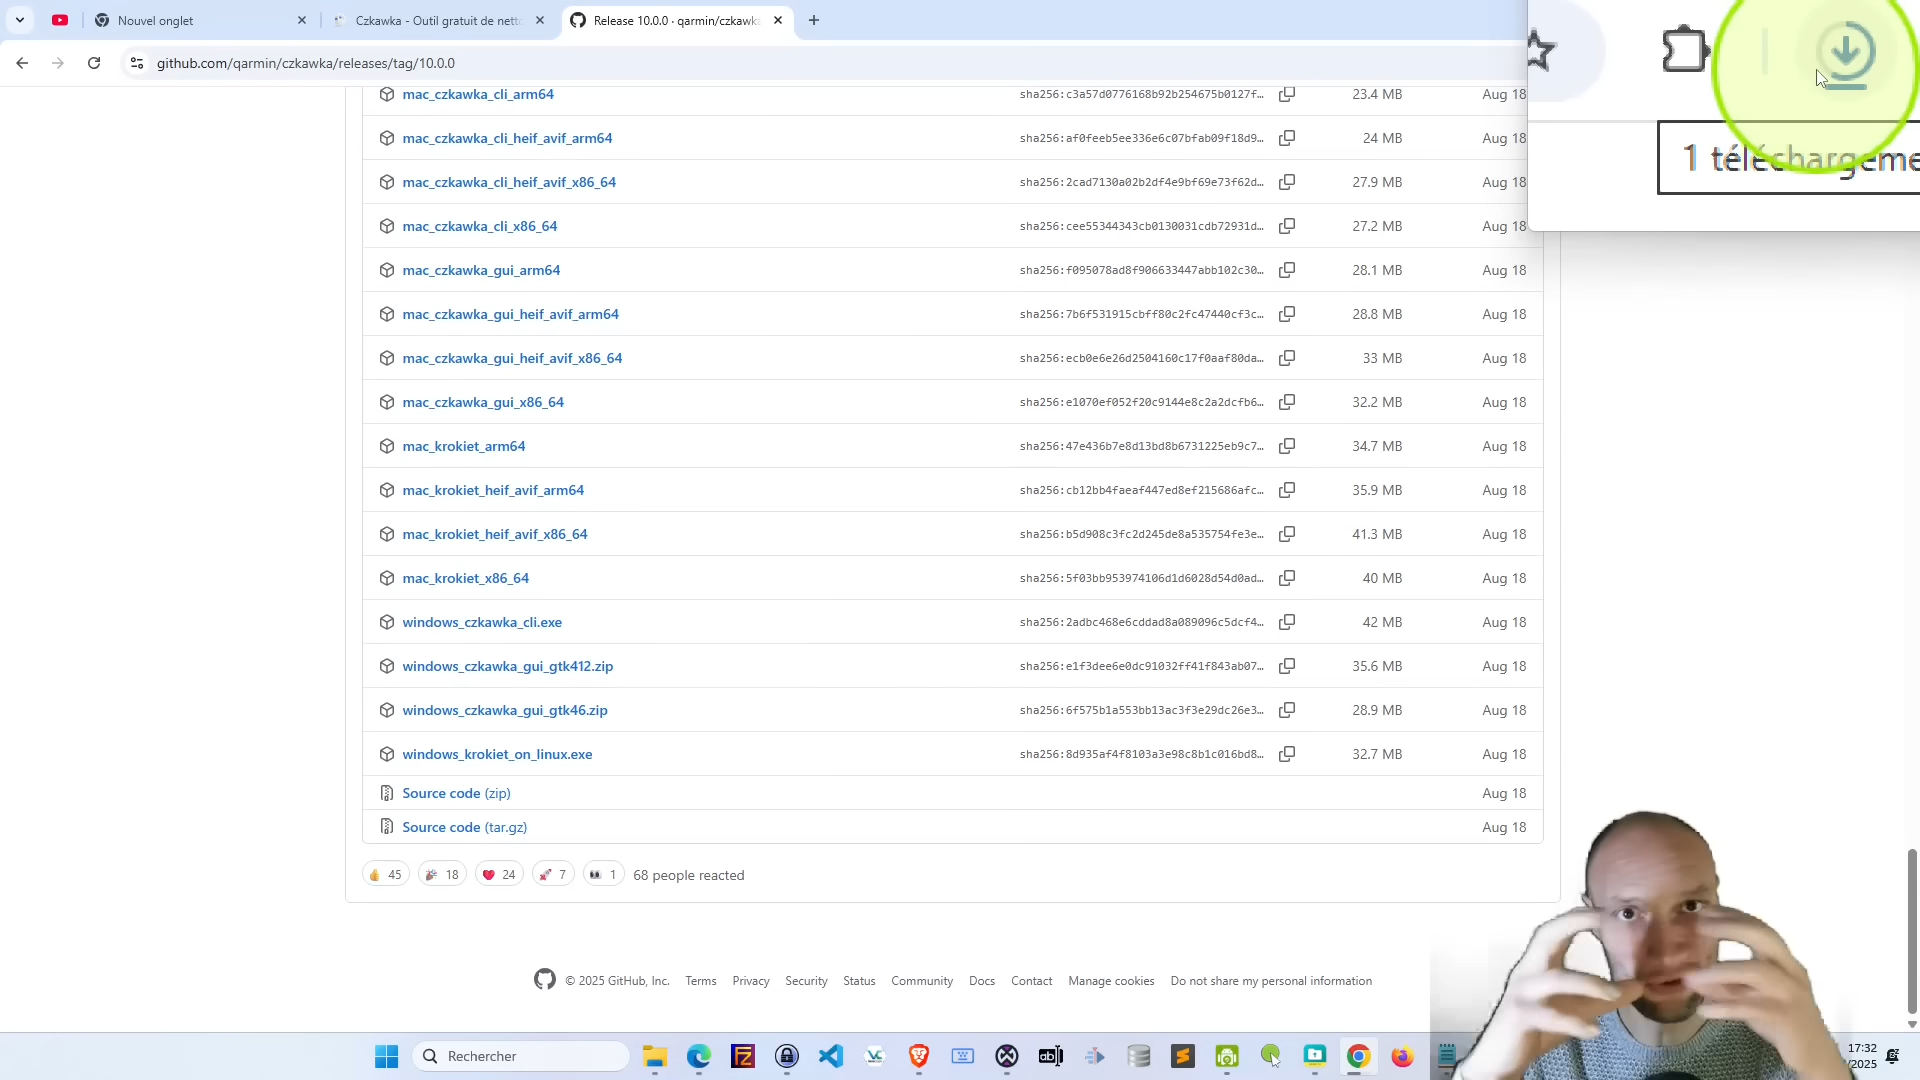 Nouvel onglet
Czkawka - Outil gratuit de netto
Release 10.0.0 · qarmin/czkawka
github.com/qarmin/czkawka/releases/tag/10.0.0
1 téléchargeme
mac_czkawka_cli_arm64 sha256:c3a57d0776168b92b254675b0127f… 23.4 MB Aug 18
mac_czkawka_cli_heif_avif_arm64 sha256:af0feeb5ee336e6c07bfab09f18d9… 24 MB Aug 18
mac_czkawka_cli_heif_avif_x86_64 sha256:2cad7130a02b2df4e9bf69e73f62d… 27.9 MB Aug 18
mac_czkawka_cli_x86_64 sha256:cee55344343cb0130031cdb72931d… 27.2 MB Aug 18
mac_czkawka_gui_arm64 sha256:f095078ad8f906633447abb102c30… 28.1 MB Aug 18
mac_czkawka_gui_heif_avif_arm64 sha256:7b6f531915cbff80c2fc47440cf3c… 28.8 MB Aug 18
mac_czkawka_gui_heif_avif_x86_64 sha256:ecb0e6e26d2504160c17f0aaf80da… 33 MB Aug 18
mac_czkawka_gui_x86_64 sha256:e1070ef052f20c9144e8c2a2dcfb6… 32.2 MB Aug 18
mac_krokiet_arm64 sha256:47e436b7e8d13bd8b6731225eb9c7… 34.7 MB Aug 18
mac_krokiet_heif_avif_arm64 sha256:cb12bb4faeaf447ed8ef215686afc… 35.9 MB Aug 18
mac_krokiet_heif_avif_x86_64 sha256:b5d908c3fc2d245de8a535754fe3e… 41.3 MB Aug 18
mac_krokiet_x86_64 sha256:5f03bb953974106d1d6028d54d0ad… 40 MB Aug 18
windows_czkawka_cli.exe sha256:2adbc468e6cddad8a089096c5dcf4… 42 MB Aug 18
windows_czkawka_gui_gtk412.zip sha256:e1f3dee6e0dc91032ff41f843ab07… 35.6 MB Aug 18
windows_czkawka_gui_gtk46.zip sha256:6f575b1a553bb13ac3f3e29dc26e3… 28.9 MB Aug 18
windows_krokiet_on_linux.exe sha256:8d935af4f8103a3e98c8b1c016bd8… 32.7 MB Aug 18
Source code (zip) Aug 18
Source code (tar.gz) Aug 18
45 18 24 7 1 68 people reacted
© 2025 GitHub, Inc. Terms Privacy Security Status Community Docs Contact Manage cookies Do not share my personal information
Rechercher
17:32
/2025